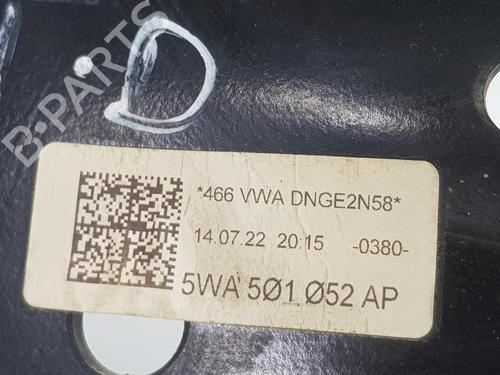 B-PARTS
*466 VWA DNGE2N58*
14.07.22 20:15 -0380-
5WA 5Ø1 Ø52 AP